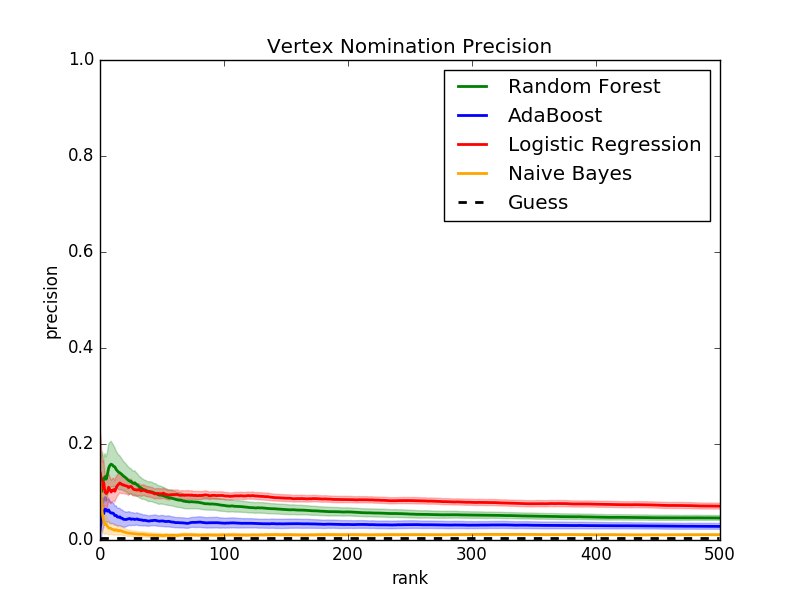 Vertex Nomination Precision
1.0
0.8
0.6
0.4
0.2
0.0
precision
Random Forest
AdaBoost
Logistic Regression
Naive Bayes
Guess
0 100 200 300 400 500
rank